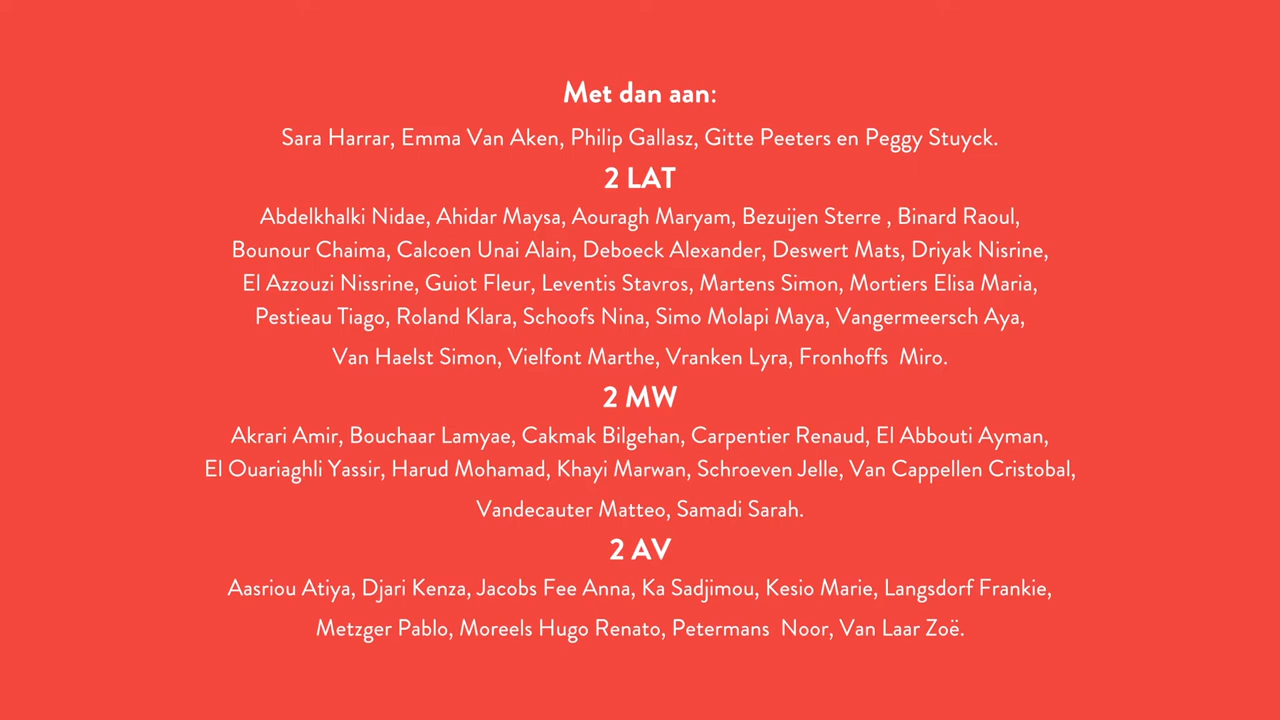 Met dan aan:
Sara Harrar, Emma Van Aken, Philip Gallasz, Gitte Peeters en Peggy Stuyck.
2 LAT
Abdelkhalki Nidae, Ahidar Maysa, Aouragh Maryam, Bezuijen Sterre , Binard Raoul,
Bounour Chaima, Calcoen Unai Alain, Deboeck Alexander, Deswert Mats, Driyak Nisrine,
El Azzouzi Nissrine, Guiot Fleur, Leventis Stavros, Martens Simon, Mortiers Elisa Maria,
Pestieau Tiago, Roland Klara, Schoofs Nina, Simo Molapi Maya, Vangermeersch Aya,
Van Haelst Simon, Vielfont Marthe, Vranken Lyra, Fronhoffs  Miro.
2 MW
Akrari Amir, Bouchaar Lamyae, Cakmak Bilgehan, Carpentier Renaud, El Abbouti Ayman,
El Ouariaghli Yassir, Harud Mohamad, Khayi Marwan, Schroeven Jelle, Van Cappellen Cristobal,
Vandecauter Matteo, Samadi Sarah.
2 AV
Aasriou Atiya, Djari Kenza, Jacobs Fee Anna, Ka Sadjimou, Kesio Marie, Langsdorf Frankie,
Metzger Pablo, Moreels Hugo Renato, Petermans  Noor, Van Laar Zoë.